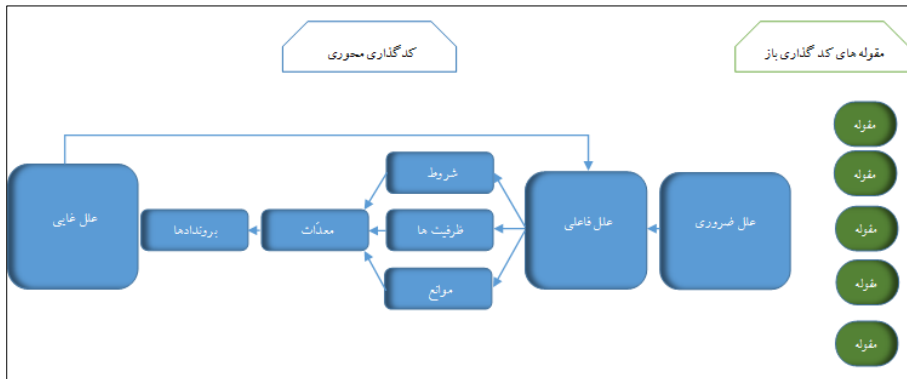 مقوله های کد گذاری باز
کدگذاری محوری
مقوله
مقوله
مقوله
مقوله
مقوله
علل ضروری
علل فاعلی
شروط
ظرفیت ها
موانع
معدّات
بروندادها
علل غایی